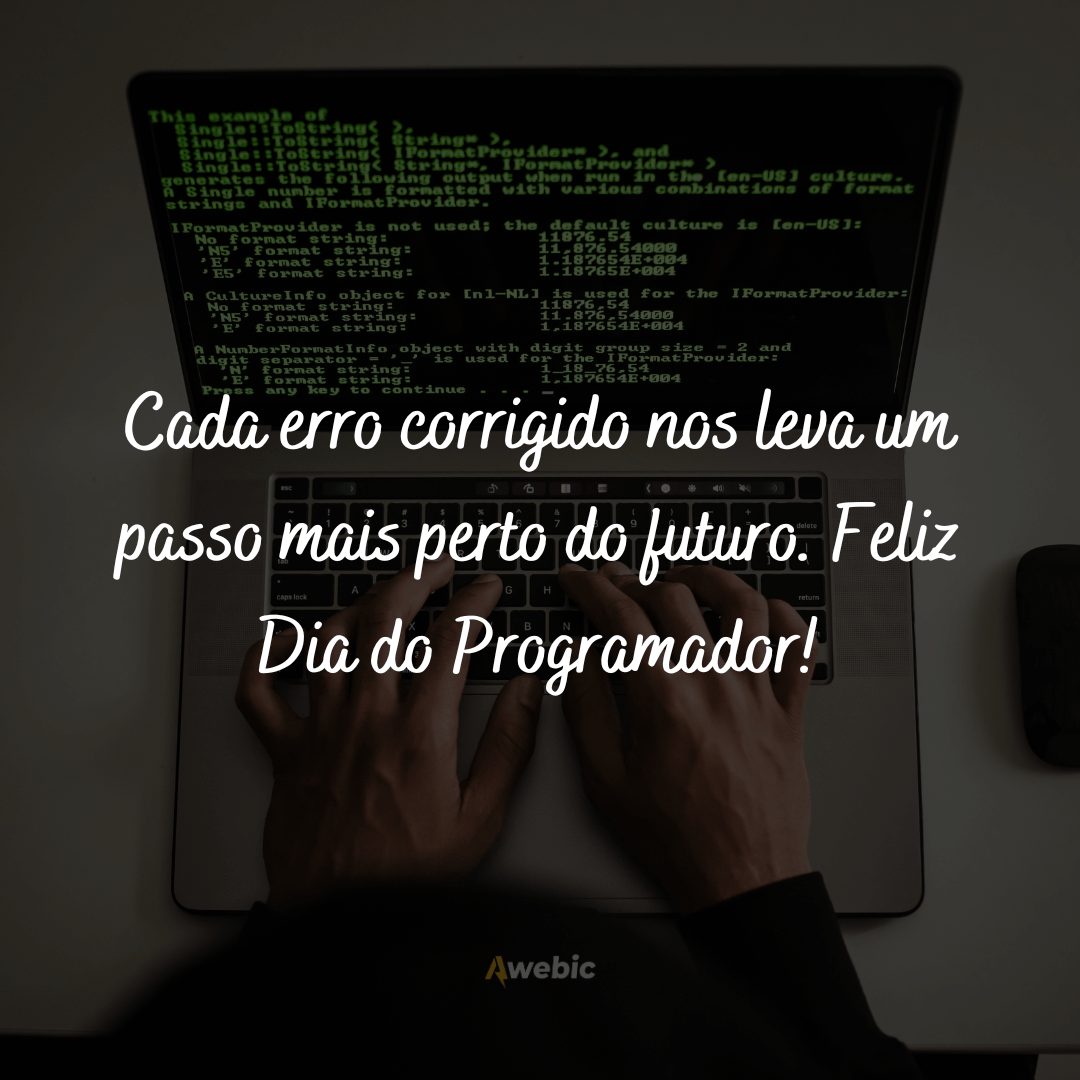 This example of
Single::ToString( ),
Single::ToString( String* ),
Single::ToString( IFormatProvider* ), and
Single::ToString( String*, IFormatProvider* )
generates the following output when run in the [en-US] culture.
A Single number is formatted with various combinations of format
strings and IFormatProvider.
IFormatProvider is not used; the default culture is [en-US]:
No format string: 11876.54
'N5' format string: 11,876.54000
'E' format string: 1.187654E+004
'E5' format string: 1.18765E+004
A CultureInfo object for [nl-NL] is used for the IFormatProvider:
No format string: 11876,54
'N5' format string: 11.876,54000
'E' format string: 1,187654E+004
A NumberFormatInfo object with digit group size = 2 and
digit separator = '_' is used for the IFormatProvider:
'N' format string: 1_18_76.54
'E' format string: 1.187654E+004
Press any key to continue . . .
Cada erro corrigido nos leva um
passo mais perto do futuro. Feliz
Dia do Programador!
esc
delete
tab
caps lock
return
A G H
X B N
Awebic